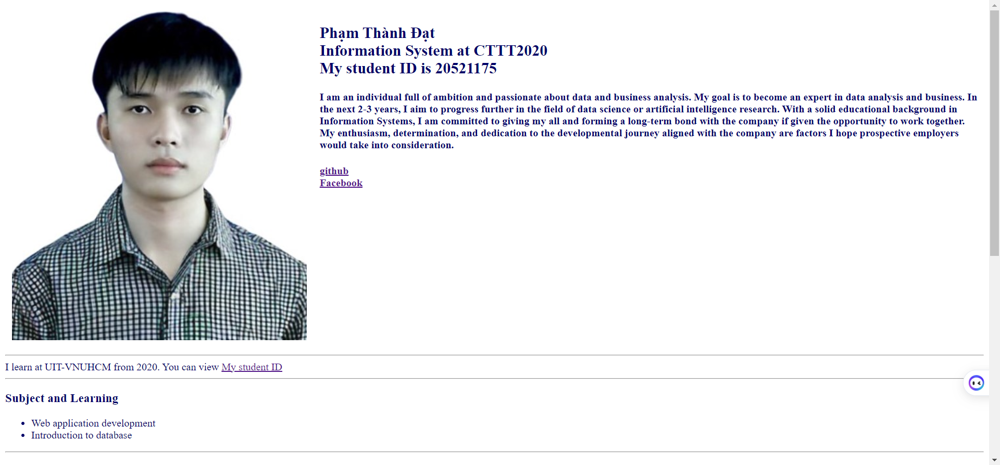 Phạm Thành Đạt
Information System at CTTT2020
My student ID is 20521175
I am an individual full of ambition and passionate about data and business analysis. My goal is to become an expert in data analysis and business. In
the next 2-3 years, I aim to progress further in the field of data science or artificial intelligence research. With a solid educational background in
Information Systems, I am committed to giving my all and forming a long-term bond with the company if given the opportunity to work together.
My enthusiasm, determination, and dedication to the developmental journey aligned with the company are factors I hope prospective employers
would take into consideration.
github
Facebook
I learn at UIT-VNUHCM from 2020. You can view My student ID
Subject and Learning
• Web application development
• Introduction to database